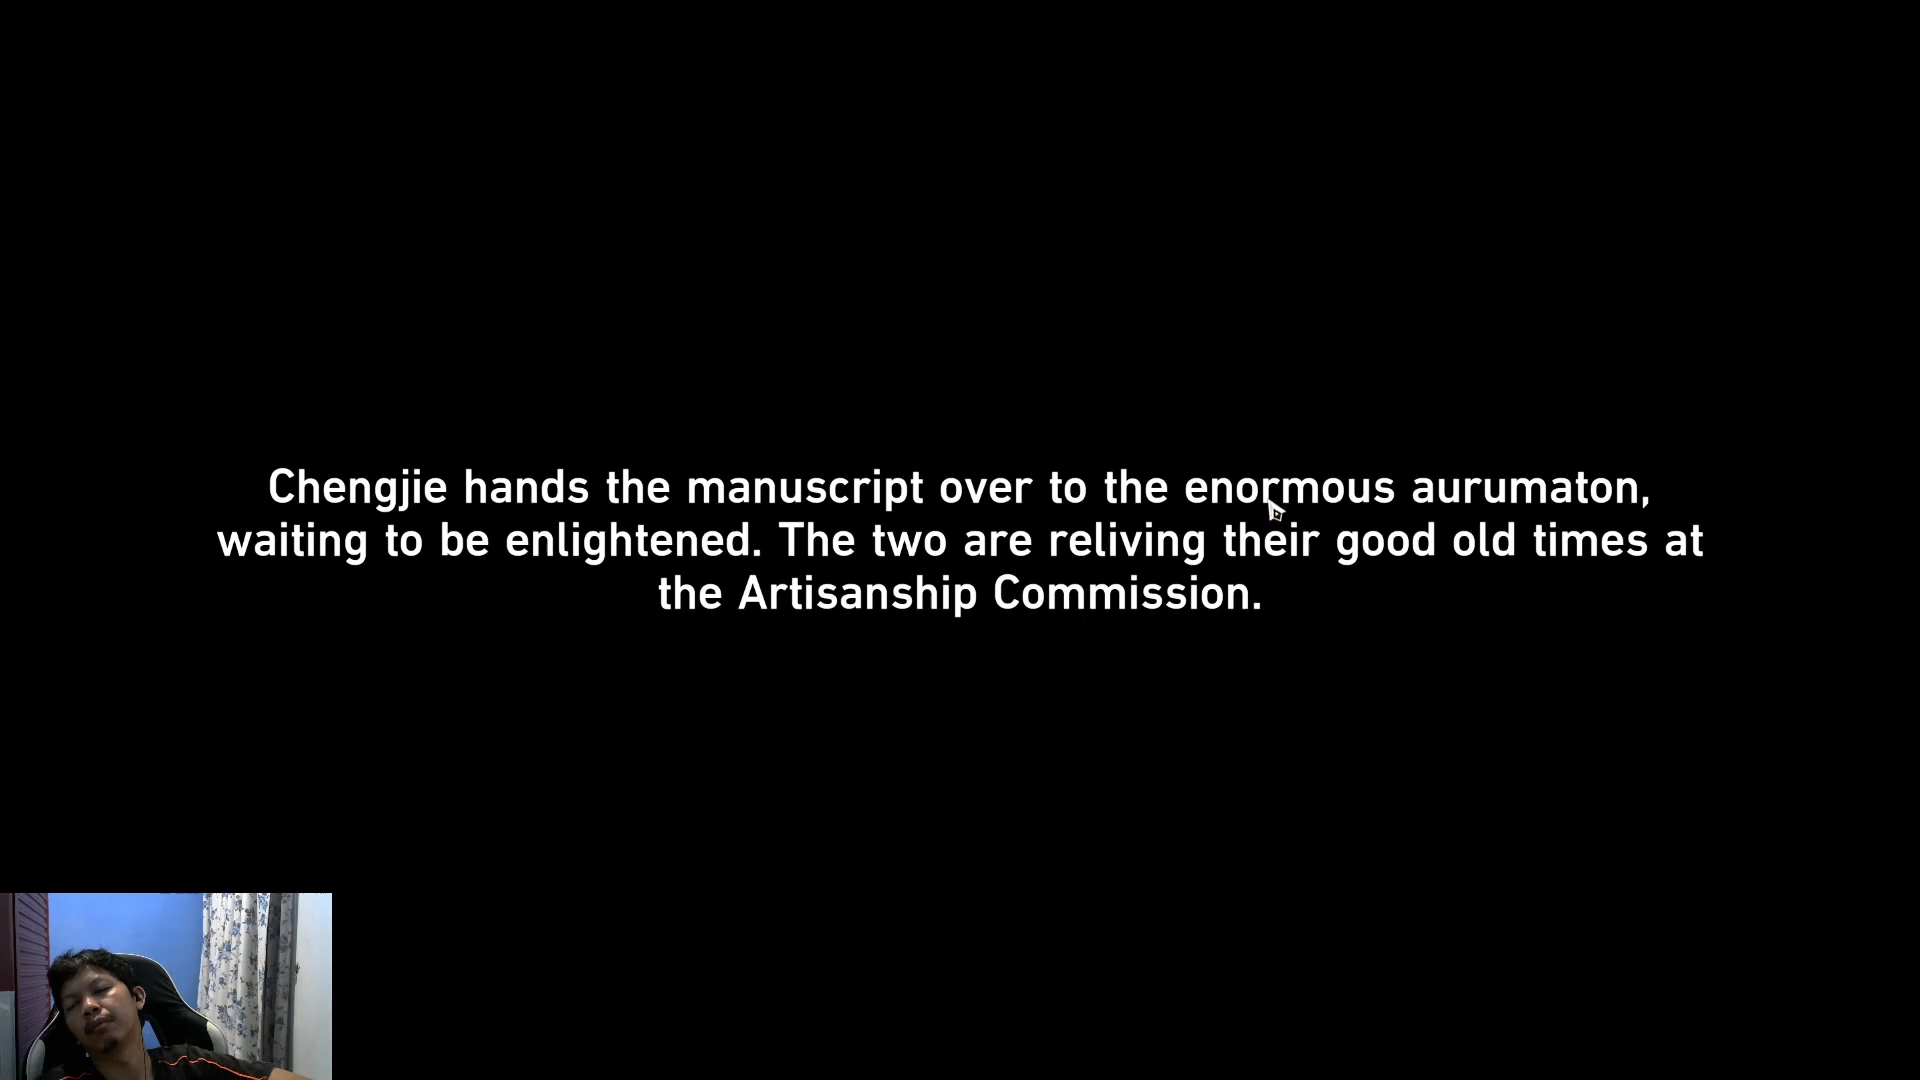 Chengjie hands the manuscript over to the enormous aurumaton,
waiting to be enlightened. The two are reliving their good old times at
the Artisanship Commission.